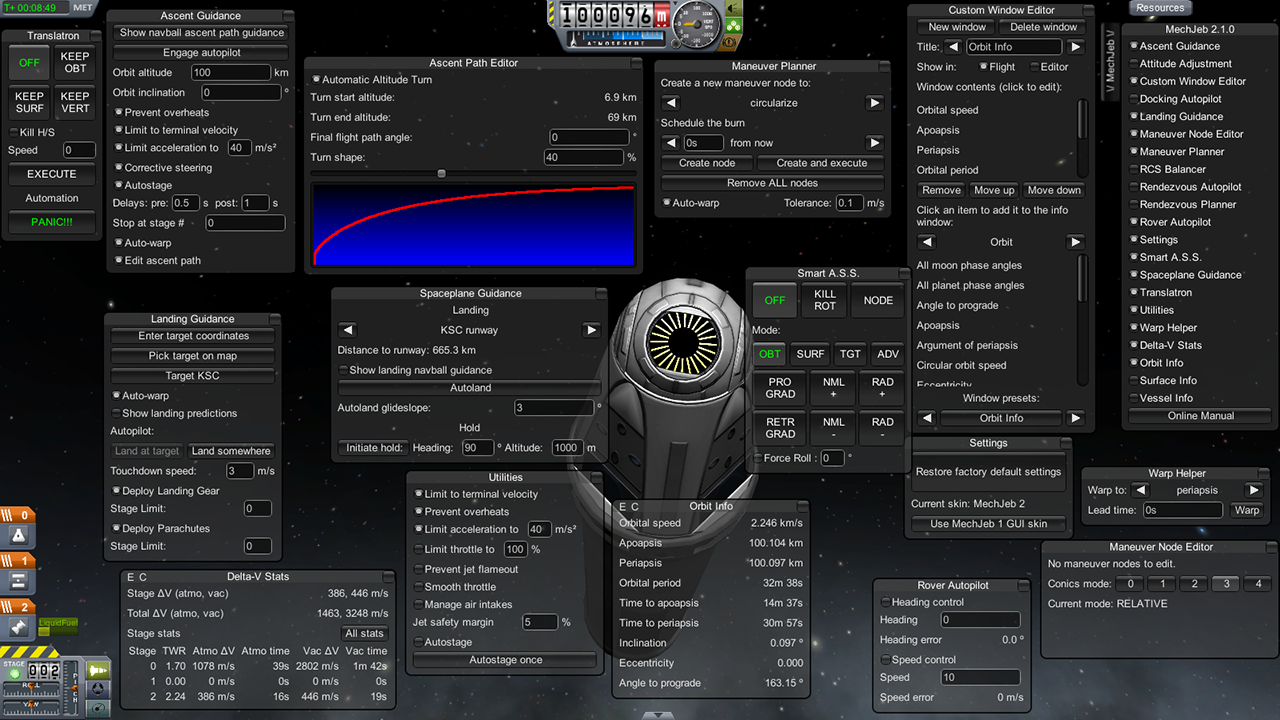 T+ 00:08:49 MET
Translatron
OFF
KEEP OBT
KEEP SURF
KEEP VERT
Kill H/S
Speed 0
EXECUTE
Automation
PANIC!!!
Ascent Guidance
Show navball ascent path guidance
Engage autopilot
Orbit altitude 100 km
Orbit inclination 0 º
Prevent overheats
Limit to terminal velocity
Limit acceleration to 40 m/s²
Corrective steering
Autostage
Delays: pre: 0.5 s post: 1 s
Stop at stage # 0
Auto-warp
Edit ascent path
Ascent Path Editor
Automatic Altitude Turn
Turn start altitude: 6.9 km
Turn end altitude: 69 km
Final flight path angle: 0 °
Turn shape: 40 %
100096 m
ATMOSPHERE
Maneuver Planner
Create a new maneuver node to:
circularize
Schedule the burn
0s from now
Create node
Create and execute
Remove ALL nodes
Auto-warp Tolerance: 0.1 m/s
Custom Window Editor
New window
Delete window
Title: Orbit Info
Show in: Flight Editor
Window contents (click to edit):
Orbital speed
Apoapsis
Periapsis
Orbital period
Remove
Move up
Move down
Click an item to add it to the info
window:
Orbit
All moon phase angles
All planet phase angles
Angle to prograde
Apoapsis
Argument of periapsis
Circular orbit speed
Eccentricity
Window presets:
Orbit Info
Resources
V MechJeb V
MechJeb 2.1.0
Ascent Guidance
Attitude Adjustment
Custom Window Editor
Docking Autopilot
Landing Guidance
Maneuver Node Editor
Maneuver Planner
RCS Balancer
Rendezvous Autopilot
Rendezvous Planner
Rover Autopilot
Settings
Smart A.S.S.
Spaceplane Guidance
Translatron
Utilities
Warp Helper
Delta-V Stats
Orbit Info
Surface Info
Vessel Info
Online Manual
Landing Guidance
Enter target coordinates
Pick target on map
Target KSC
Auto-warp
Show landing predictions
Autopilot:
Land at target
Land somewhere
Touchdown speed: 3 m/s
Deploy Landing Gear
Stage Limit: 0
Deploy Parachutes
Stage Limit: 0
Spaceplane Guidance
Landing
KSC runway
Distance to runway: 665.3 km
Show landing navball guidance
Autoland
Autoland glideslope: 3 °
Hold
Initiate hold: Heading: 90 º Altitude: 1000 m
Smart A.S.S.
OFF
KILL ROT
NODE
Mode:
OBT
SURF
TGT
ADV
PRO GRAD
NML +
RAD +
RETR GRAD
NML -
RAD -
Force Roll : 0 °
Settings
Restore factory default settings
Current skin: MechJeb 2
Use MechJeb 1 GUI skin
Warp Helper
Warp to: periapsis
Lead time: 0s Warp
Utilities
Limit to terminal velocity
Prevent overheats
Limit acceleration to 40 m/s²
Limit throttle to 100 %
Prevent jet flameout
Smooth throttle
Manage air intakes
Jet safety margin 5 %
Autostage
Autostage once
E C Orbit Info
Orbital speed 2.246 km/s
Apoapsis 100.104 km
Periapsis 100.097 km
Orbital period 32m 38s
Time to apoapsis 14m 37s
Time to periapsis 30m 57s
Inclination 0.097 º
Eccentricity 0.000
Angle to prograde 163.15 º
Maneuver Node Editor
No maneuver nodes to edit.
Conics mode: 0 1 2 3 4
Current mode: RELATIVE
Rover Autopilot
Heading control
Heading 0
Heading error 0.0 º
Speed control
Speed 10
Speed error 0 m/s
E C Delta-V Stats
Stage ΔV (atmo, vac) 386, 446 m/s
Total ΔV (atmo, vac) 1463, 3248 m/s
Stage stats All stats
Stage TWR Atmo ΔV Atmo time Vac ΔV Vac time
0 1.70 1078 m/s 39s 2802 m/s 1m 42s
1 0.00 0 m/s 0s 0 m/s 0s
2 2.24 386 m/s 16s 446 m/s 19s
0
1
2
LiquidFuel
STAGE 002
ROLL
YAW
PITCH